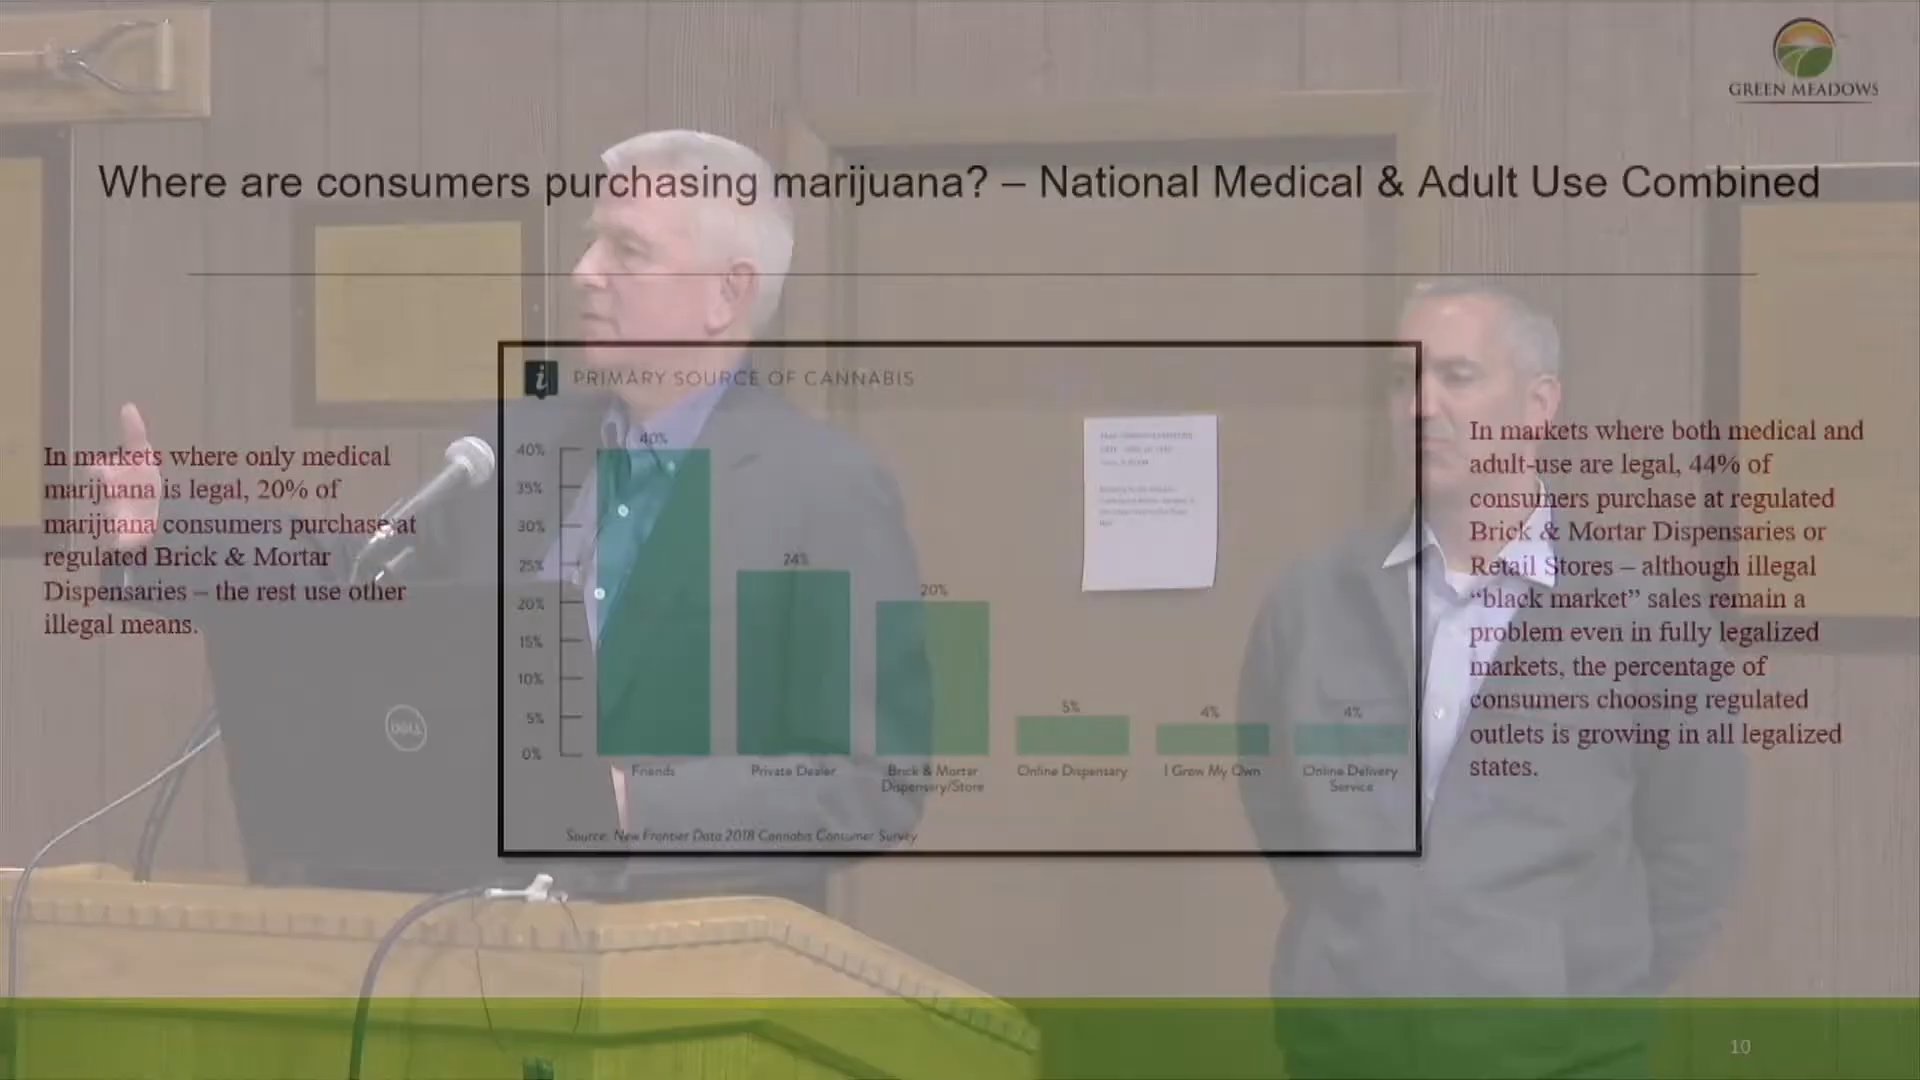 GREEN MEADOWS
Where are consumers purchasing marijuana? – National Medical & Adult Use Combined
In markets where only medical
marijuana is legal, 20% of
marijuana consumers purchase at
regulated Brick & Mortar
Dispensaries – the rest use other
illegal means.
i PRIMARY SOURCE OF CANNABIS
40%
35%
30%
25%
20%
15%
10%
5%
0%
40%
24%
20%
5%
4%
4%
Friends
Private Dealer
Brick & Mortar
Dispensary/Store
Online Dispensary
I Grow My Own
Online Delivery
Service
Source: New Frontier Data 2018 Cannabis Consumer Survey
In markets where both medical and
adult-use are legal, 44% of
consumers purchase at regulated
Brick & Mortar Dispensaries or
Retail Stores – although illegal
“black market” sales remain a
problem even in fully legalized
markets, the percentage of
consumers choosing regulated
outlets is growing in all legalized
states.
DELL
10